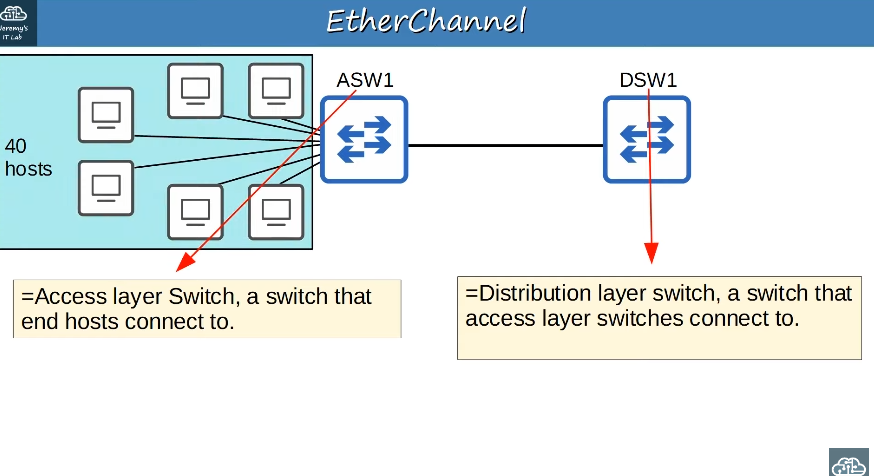 EtherChannel
Jeremy's
IT Lab
ASW1
DSW1
40
hosts
=Access layer Switch, a switch that
end hosts connect to.
=Distribution layer switch, a switch that
access layer switches connect to.